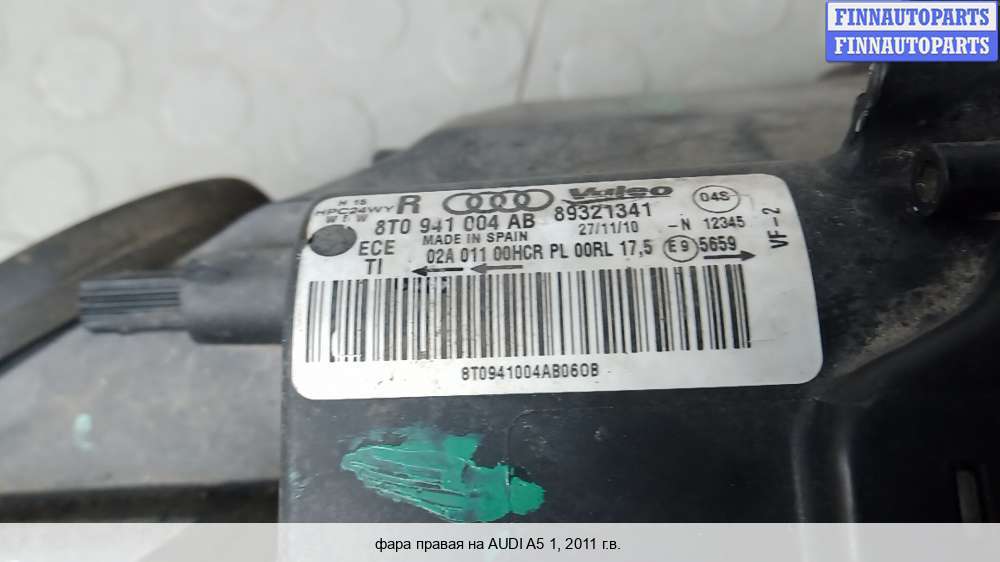 FINNAUTOPARTS
FINNAUTOPARTS
H 15
HPC24WY R Valeo 04S
W 5 W
8T0 941 004 AB 89321341
27/11/10 -N 12345
ECE MADE IN SPAIN
TI 02A 011 00HCR PL 00RL 17,5 E9 5659
VF-2
8T0941004AB060B
фара правая на AUDI A5 1, 2011 г.в.